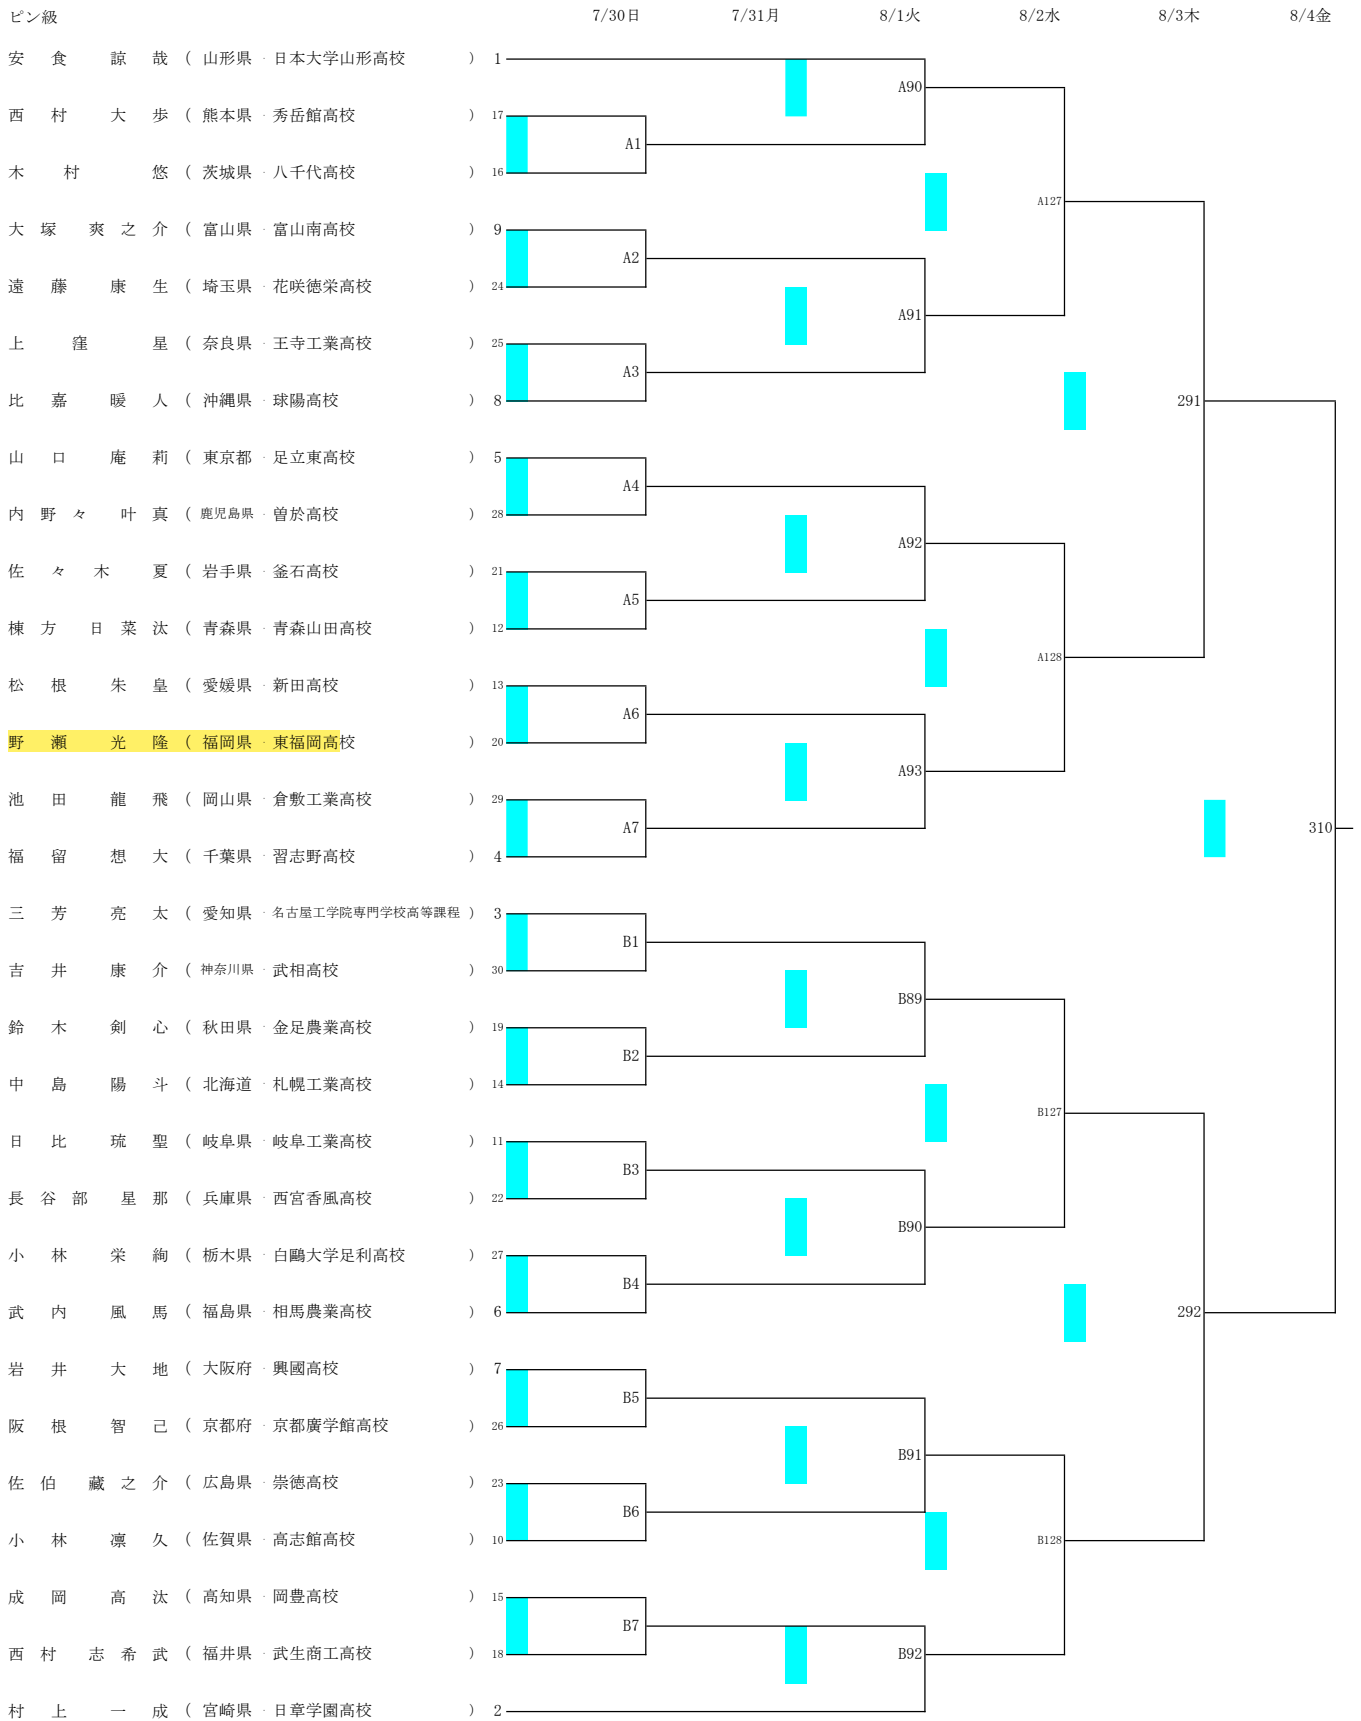 ピン級 7/30日 7/31月 8/1火 8/2水 8/3木 8/4金
安食 諒哉 ( 山形県 · 日本大学山形高校 ) 1
A90
西村 大歩 ( 熊本県 · 秀岳館高校 ) 17
A1
木村 悠 ( 茨城県 · 八千代高校 ) 16
A127
大塚 爽之介 ( 富山県 · 富山南高校 ) 9
A2
遠藤 康生 ( 埼玉県 · 花咲徳栄高校 ) 24
A91
上窪 星 ( 奈良県 · 王寺工業高校 ) 25
A3
比嘉 暖人 ( 沖縄県 · 球陽高校 ) 8
291
山口 庵莉 ( 東京都 · 足立東高校 ) 5
A4
内野々 叶真 ( 鹿児島県 · 曽於高校 ) 28
A92
佐々木 夏 ( 岩手県 · 釜石高校 ) 21
A5
棟方 日菜汰 ( 青森県 · 青森山田高校 ) 12
A128
松根 朱皇 ( 愛媛県 · 新田高校 ) 13
A6
野瀬 光隆 ( 福岡県 · 東福岡高校 ) 20
A93
池田 龍飛 ( 岡山県 · 倉敷工業高校 ) 29
A7 310
福留 想大 ( 千葉県 · 習志野高校 ) 4
三芳 亮太 ( 愛知県 · 名古屋工学院専門学校高等課程 ) 3
B1
吉井 康介 ( 神奈川県 · 武相高校 ) 30
B89
鈴木 剣心 ( 秋田県 · 金足農業高校 ) 19
B2
中島 陽斗 ( 北海道 · 札幌工業高校 ) 14
B127
日比 琉聖 ( 岐阜県 · 岐阜工業高校 ) 11
B3
長谷部 星那 ( 兵庫県 · 西宮香風高校 ) 22
B90
小林 栄絢 ( 栃木県 · 白鷗大学足利高校 ) 27
B4
武内 風馬 ( 福島県 · 相馬農業高校 ) 6
292
岩井 大地 ( 大阪府 · 興國高校 ) 7
B5
阪根 智己 ( 京都府 · 京都廣学館高校 ) 26
B91
佐伯 藏之介 ( 広島県 · 崇徳高校 ) 23
B6
小林 凛久 ( 佐賀県 · 高志館高校 ) 10
B128
成岡 高汰 ( 高知県 · 岡豊高校 ) 15
B7
西村 志希武 ( 福井県 · 武生商工高校 ) 18
B92
村上 一成 ( 宮崎県 · 日章学園高校 ) 2